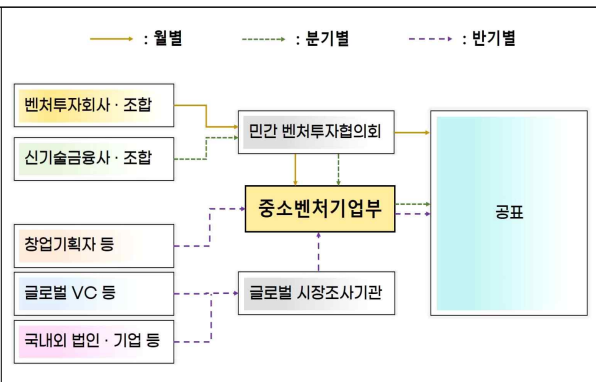 : 월별
: 분기별
: 반기별
벤처투자회사 · 조합
신기술금융사 · 조합
민간 벤처투자협의회
중소벤처기업부
공표
창업기획자 등
글로벌 VC 등
글로벌 시장조사기관
국내외 법인 · 기업 등